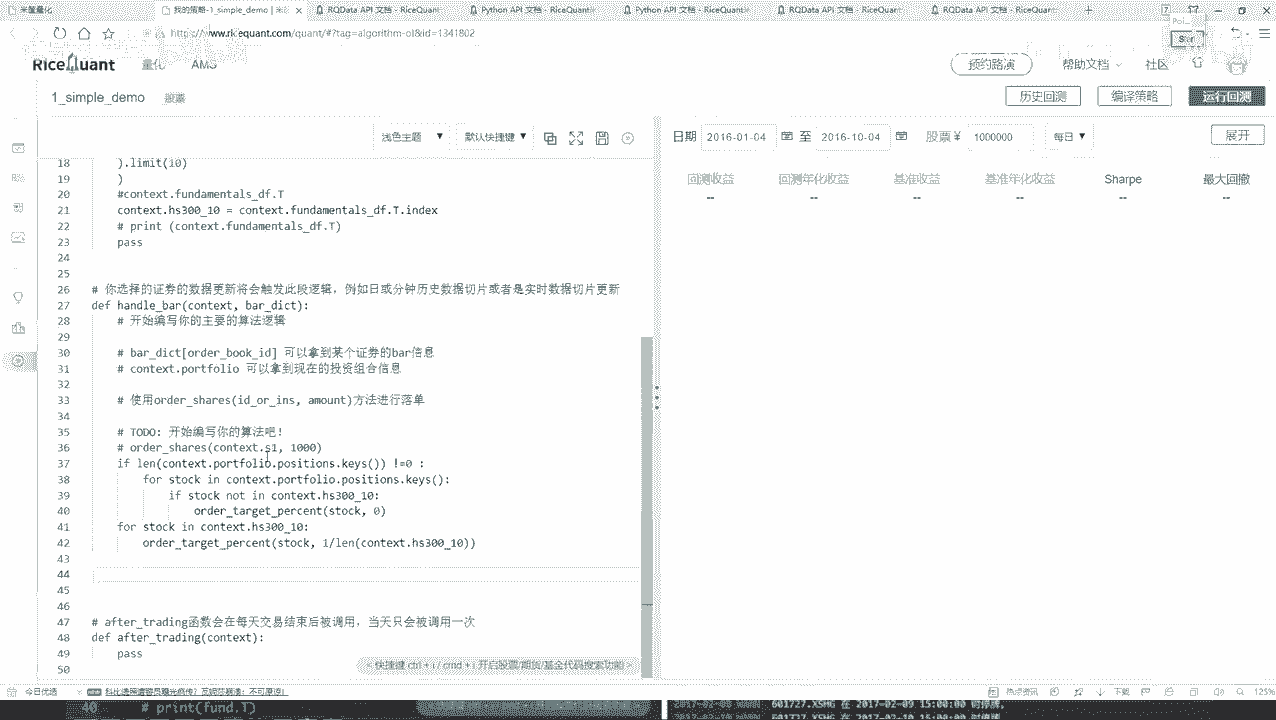 米筐量化
我的策略-1_simple_demo | 米
RQData API 文档 - RiceQuant
Python API 文档 - RiceQuant
Python API 文档 - RiceQuant
RQData API 文档 - RiceQuant
RQData API 文档 - RiceQuant
https://www.ricequant.com/quant/#?tag=algorithm-ol&id=1341802
RiceQuant 量化 AMS 预约路演 帮助文档 社区
1_simple_demo 股票 历史回测 编译策略 运行回测
浅色主题 默认快捷键 日期 2016-01-04 至 2016-10-04 股票 ¥ 1000000 每日 展开
回测收益 回测年化收益 基准收益 基准年化收益 Sharpe 最大回撤
-- -- -- -- -- --
18 ).limit(10)
19 )
20 #context.fundamentals_df.T
21 context.hs300_10 = context.fundamentals_df.T.index
22 # print (context.fundamentals_df.T)
23 pass
24
25
26 # 你选择的证券的数据更新将会触发此段逻辑，例如日或分钟历史数据切片或者是实时数据切片更新
27 def handle_bar(context, bar_dict):
28 # 开始编写你的主要的算法逻辑
29
30 # bar_dict[order_book_id] 可以拿到某个证券的bar信息
31 # context.portfolio 可以拿到现在的投资组合信息
32
33 # 使用order_shares(id_or_ins, amount)方法进行落单
34
35 # TODO: 开始编写你的算法吧！
36 # order_shares(context.s1, 1000)
37 if len(context.portfolio.positions.keys()) !=0 :
38 for stock in context.portfolio.positions.keys():
39 if stock not in context.hs300_10:
40 order_target_percent(stock, 0)
41 for stock in context.hs300_10:
42 order_target_percent(stock, 1/len(context.hs300_10))
43
44
45
46
47 # after_trading函数会在每天交易结束后被调用，当天只会被调用一次
48 def after_trading(context):
49 pass
50
快捷键 ctrl + i / cmd + i 开启股票/期货/基金代码搜索功能
今日优选
热点资讯 下载 125%
40 # print(fund.T)
601727.XSHG 在 2017-02-09 15:00:00 时停牌。